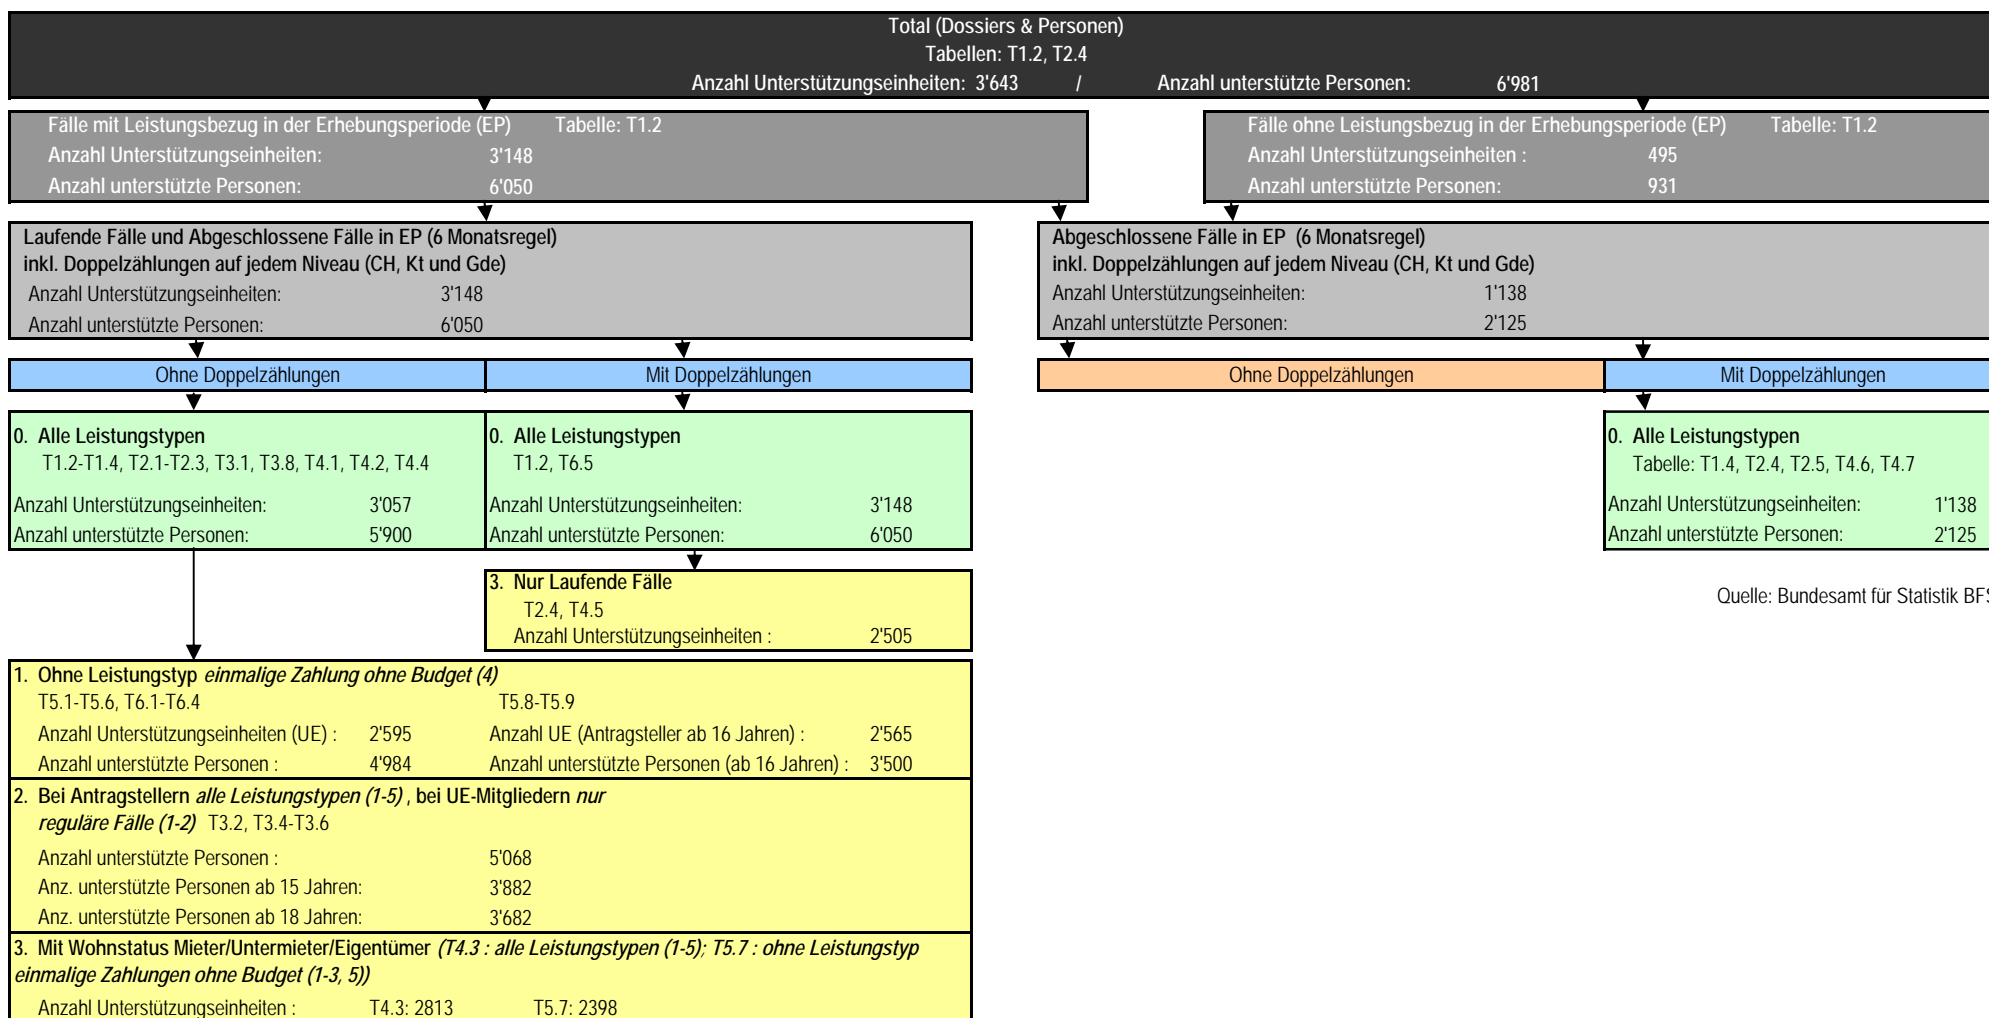 Total (Dossiers & Personen)
Tabellen: T1.2, T2.4
Anzahl Unterstützungseinheiten: 3'643 / Anzahl unterstützte Personen: 6'981
Fälle mit Leistungsbezug in der Erhebungsperiode (EP) Tabelle: T1.2
Anzahl Unterstützungseinheiten: 3'148
Anzahl unterstützte Personen: 6'050
Fälle ohne Leistungsbezug in der Erhebungsperiode (EP) Tabelle: T1.2
Anzahl Unterstützungseinheiten : 495
Anzahl unterstützte Personen: 931
Laufende Fälle und Abgeschlossene Fälle in EP (6 Monatsregel)
inkl. Doppelzählungen auf jedem Niveau (CH, Kt und Gde)
Anzahl Unterstützungseinheiten: 3'148
Anzahl unterstützte Personen: 6'050
Abgeschlossene Fälle in EP (6 Monatsregel)
inkl. Doppelzählungen auf jedem Niveau (CH, Kt und Gde)
Anzahl Unterstützungseinheiten: 1'138
Anzahl unterstützte Personen: 2'125
Ohne Doppelzählungen
Mit Doppelzählungen
Ohne Doppelzählungen
Mit Doppelzählungen
0. Alle Leistungstypen
T1.2-T1.4, T2.1-T2.3, T3.1, T3.8, T4.1, T4.2, T4.4
Anzahl Unterstützungseinheiten: 3'057
Anzahl unterstützte Personen: 5'900
0. Alle Leistungstypen
T1.2, T6.5
Anzahl Unterstützungseinheiten: 3'148
Anzahl unterstützte Personen: 6'050
0. Alle Leistungstypen
Tabelle: T1.4, T2.4, T2.5, T4.6, T4.7
Anzahl Unterstützungseinheiten: 1'138
Anzahl unterstützte Personen: 2'125
3. Nur Laufende Fälle
T2.4, T4.5
Anzahl Unterstützungseinheiten : 2'505
Quelle: Bundesamt für Statistik BFS
1. Ohne Leistungstyp einmalige Zahlung ohne Budget (4)
T5.1-T5.6, T6.1-T6.4 T5.8-T5.9
Anzahl Unterstützungseinheiten (UE) : 2'595 Anzahl UE (Antragsteller ab 16 Jahren) : 2'565
Anzahl unterstützte Personen : 4'984 Anzahl unterstützte Personen (ab 16 Jahren) : 3'500
2. Bei Antragstellern alle Leistungstypen (1-5) , bei UE-Mitgliedern nur
reguläre Fälle (1-2) T3.2, T3.4-T3.6
Anzahl unterstützte Personen : 5'068
Anz. unterstützte Personen ab 15 Jahren: 3'882
Anz. unterstützte Personen ab 18 Jahren: 3'682
3. Mit Wohnstatus Mieter/Untermieter/Eigentümer (T4.3 : alle Leistungstypen (1-5); T5.7 : ohne Leistungstyp
einmalige Zahlungen ohne Budget (1-3, 5))
Anzahl Unterstützungseinheiten : T4.3: 2813 T5.7: 2398